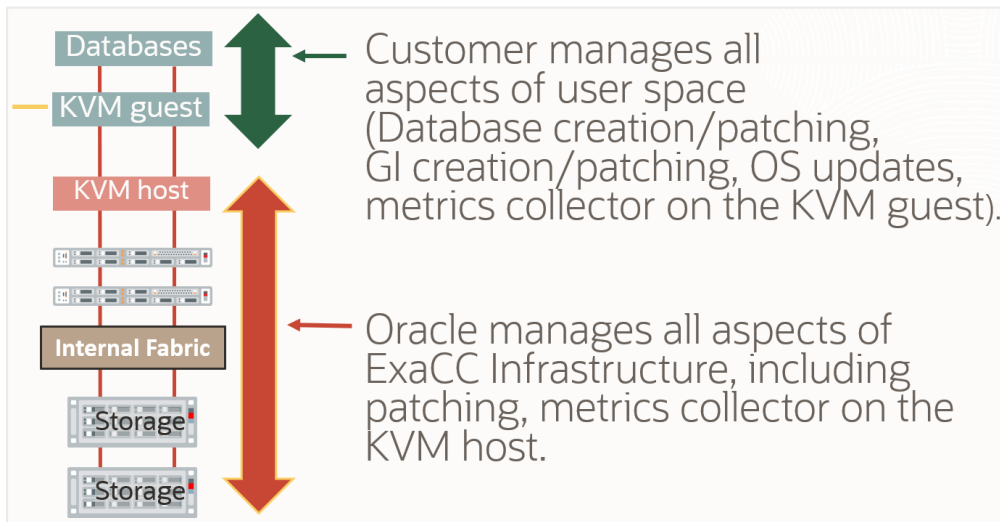 Databases
KVM guest
KVM host
Internal Fabric
Storage
Storage
Customer manages all
aspects of user space
(Database creation/patching,
GI creation/patching, OS updates,
metrics collector on the KVM guest).
Oracle manages all aspects of
ExaCC Infrastructure, including
patching, metrics collector on the
KVM host.